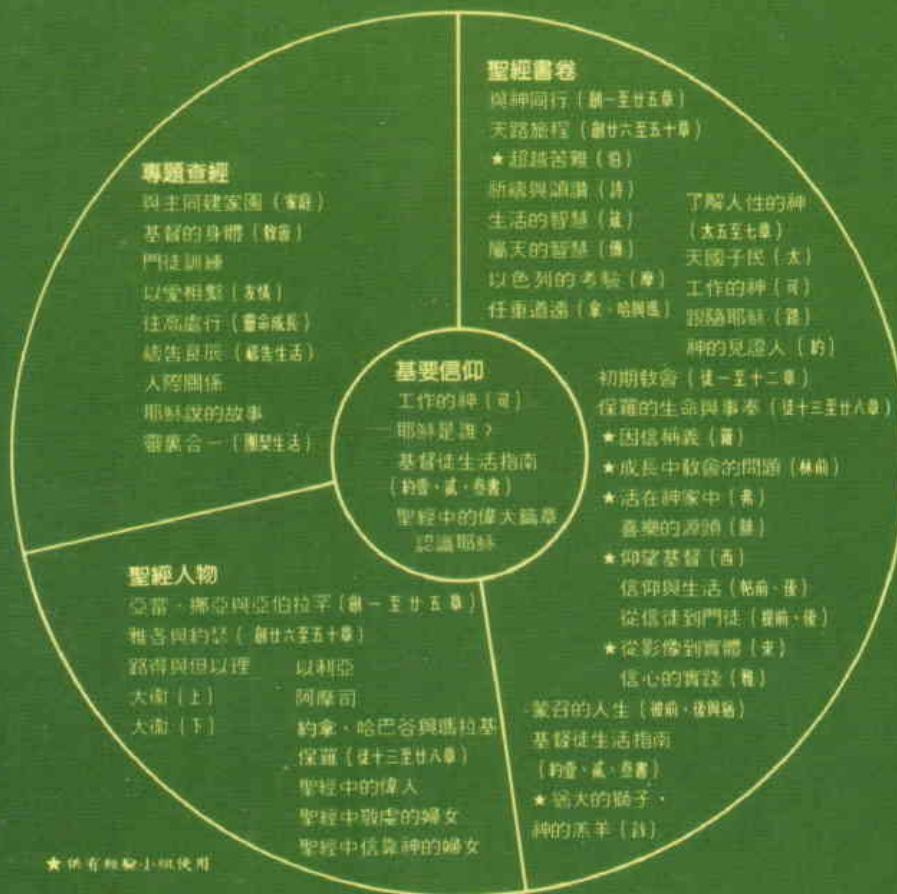 專題查經
與主同建家園（家庭）
基督的身體（教會）
門徒訓練
以愛相繫（友情）
往高處行（靈命成長）
禱告良辰（禱告生活）
人際關係
耶穌說的故事
靈裏合一（團契生活）
聖經書卷
與神同行（創一至廿五章）
天路旅程（創廿六至五十章）
★超越苦難（伯）
祈禱與頌讚（詩）
生活的智慧（箴）
屬天的智慧（傳）
以色列的考驗（摩）
任重道遠（拿、哈與瑪）
了解人性的神
（太五至七章）
天國子民（太）
工作的神（可）
跟隨耶穌（路）
神的見證人（約）
初期教會（徒一至十二章）
保羅的生命與事奉（徒十三至廿八章）
★因信稱義（羅）
★成長中教會的問題（林前）
★活在神家中（弗）
喜樂的源頭（腓）
★仰望基督（西）
信仰與生活（帖前、後）
從信徒到門徒（提前、後）
★從影像到實體（來）
信心的實踐（雅）
蒙召的人生（彼前、後與猶）
基督徒生活指南
（約壹、貳、叁書）
★猶大的獅子，
神的羔羊（啟）
基要信仰
工作的神（可）
耶穌是誰？
基督徒生活指南
（約壹、貳、叁書）
聖經中的偉大篇章
認識耶穌
聖經人物
亞當、挪亞與亞伯拉罕（創一至廿五章）
雅各與約瑟（創廿六至五十章）
路得與但以理
大衛（上）
大衛（下）
以利亞
阿摩司
約拿、哈巴谷與瑪拉基
保羅（徒十三至廿八章）
聖經中的偉人
聖經中敬虔的婦女
聖經中信靠神的婦女
★供有經驗小組使用